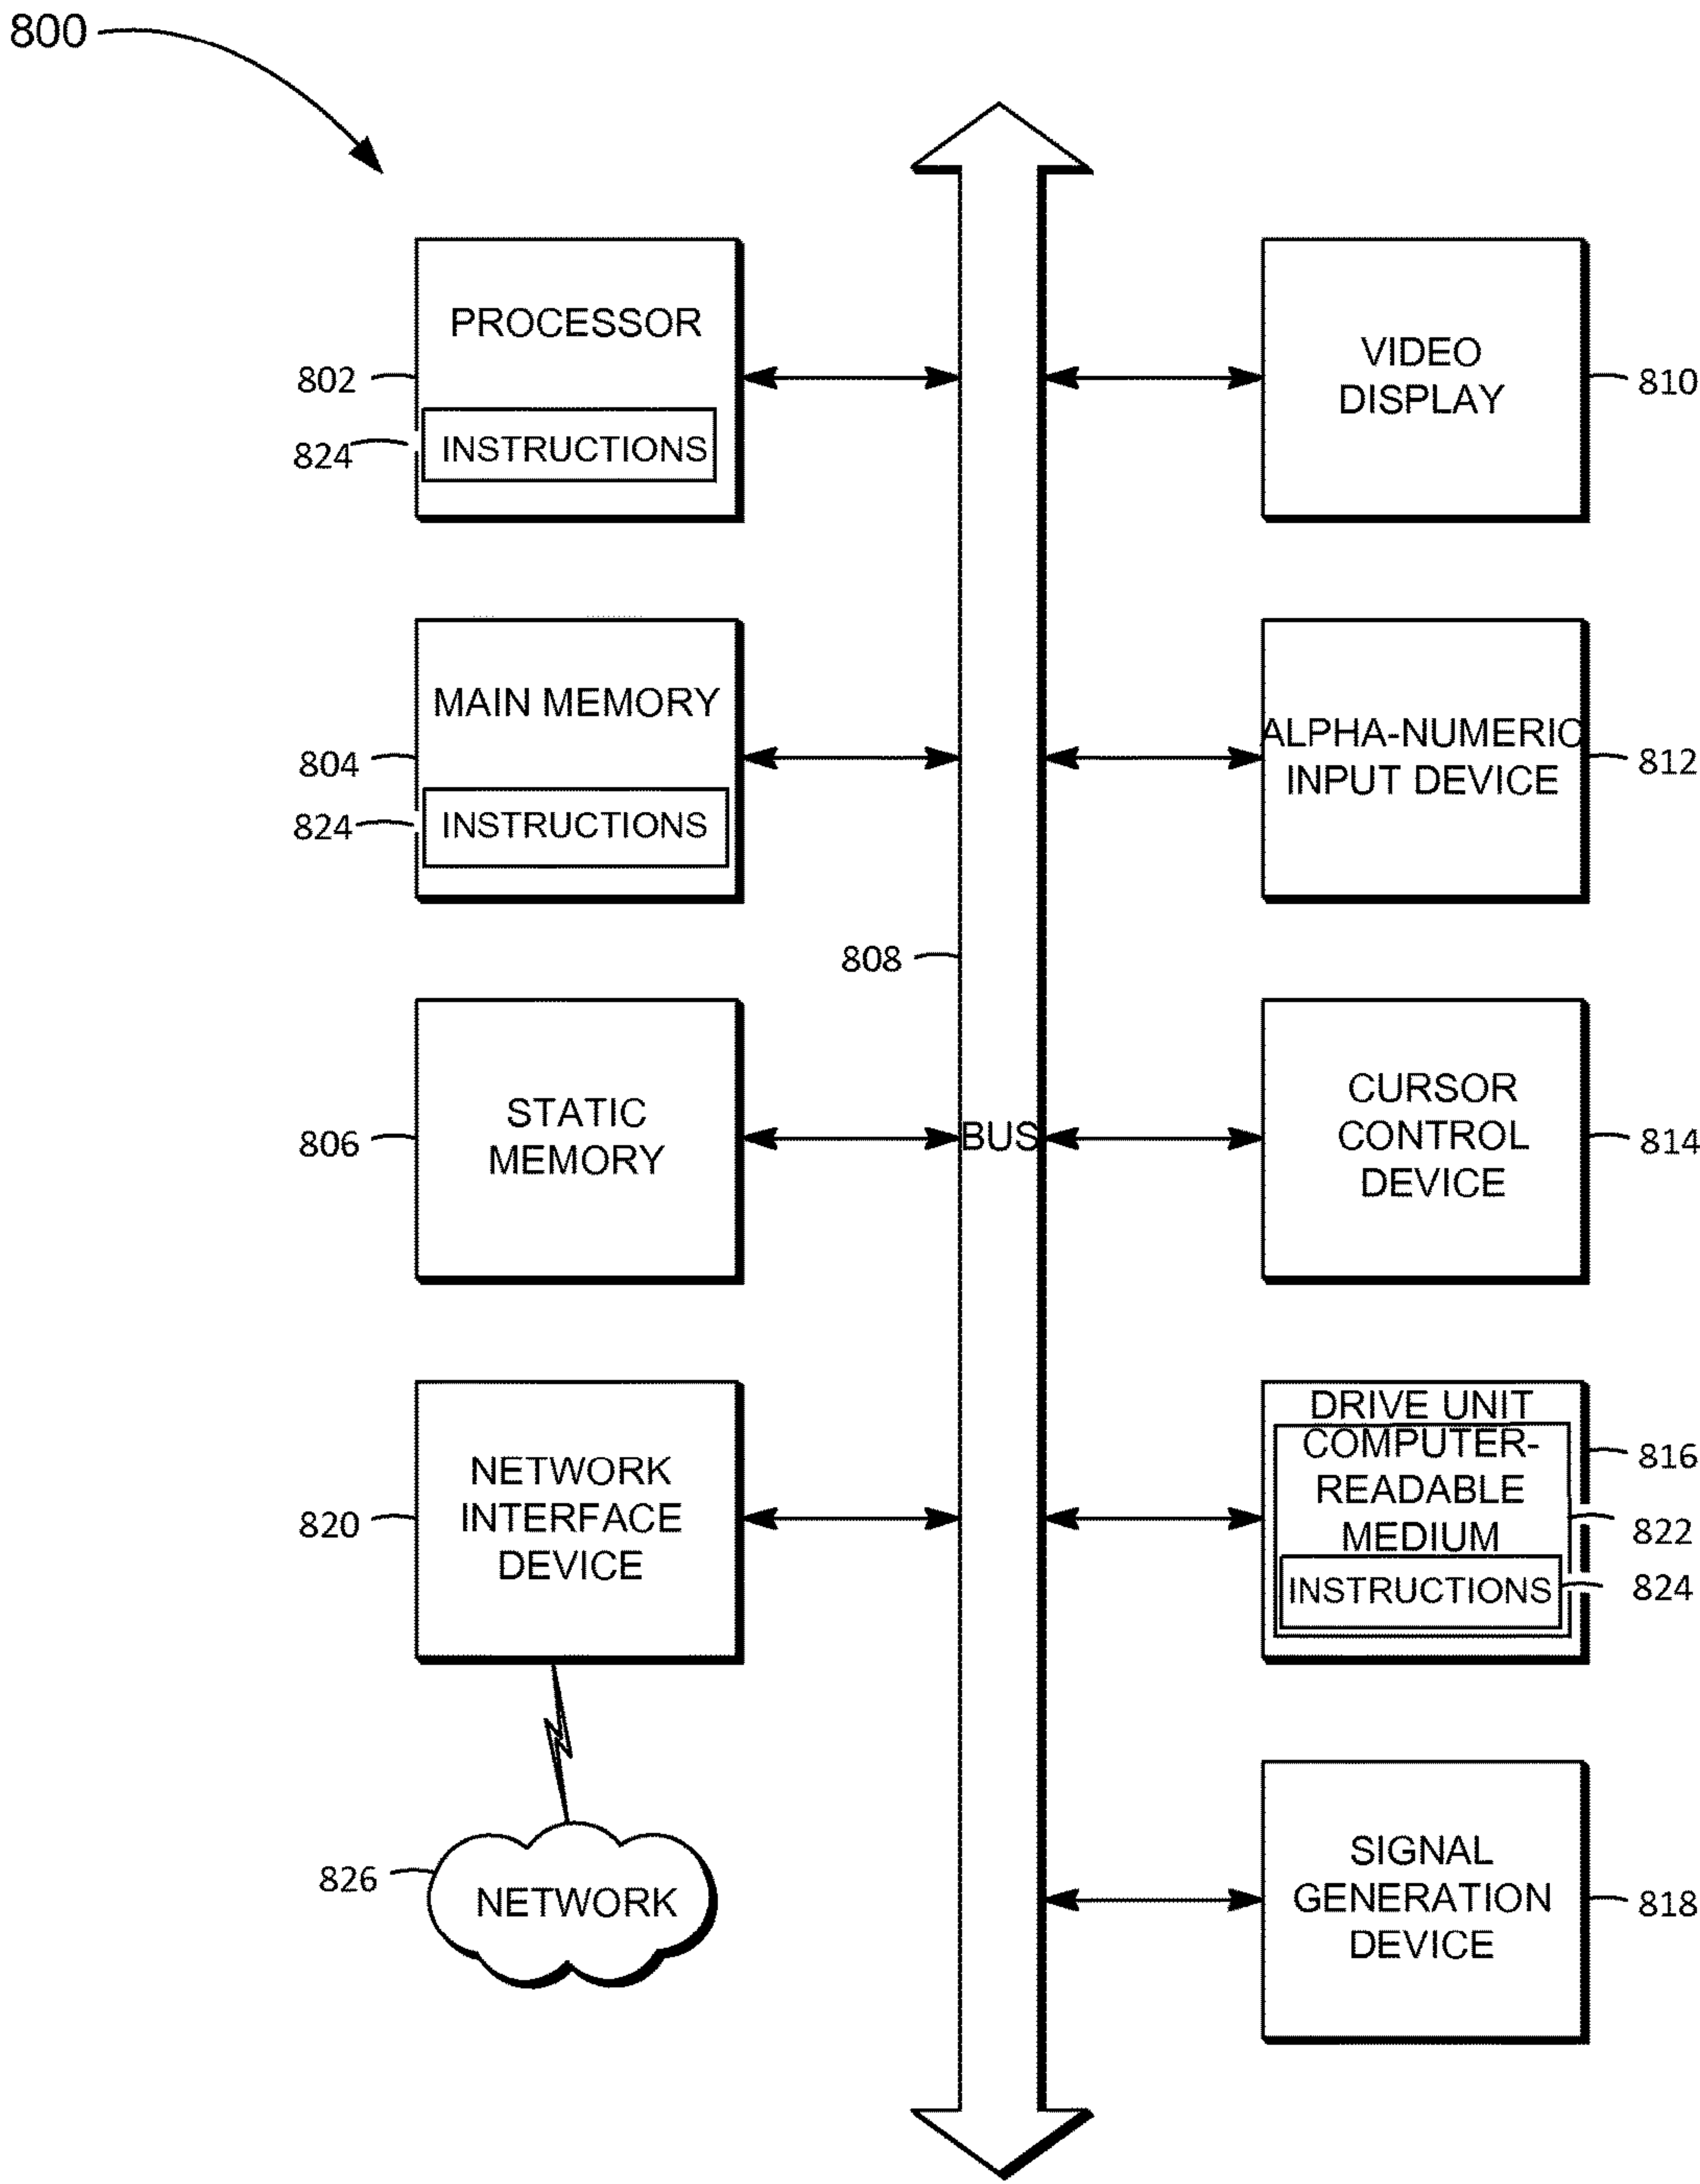 800
PROCESSOR
802
824
INSTRUCTIONS
MAIN MEMORY
804
824
INSTRUCTIONS
STATIC
MEMORY
806
NETWORK
INTERFACE
DEVICE
820
826
NETWORK
808
BUS
VIDEO
DISPLAY
810
ALPHA-NUMERIC
INPUT DEVICE
812
CURSOR
CONTROL
DEVICE
814
DRIVE UNIT
816
COMPUTER-
READABLE
MEDIUM
822
INSTRUCTIONS
824
SIGNAL
GENERATION
DEVICE
818